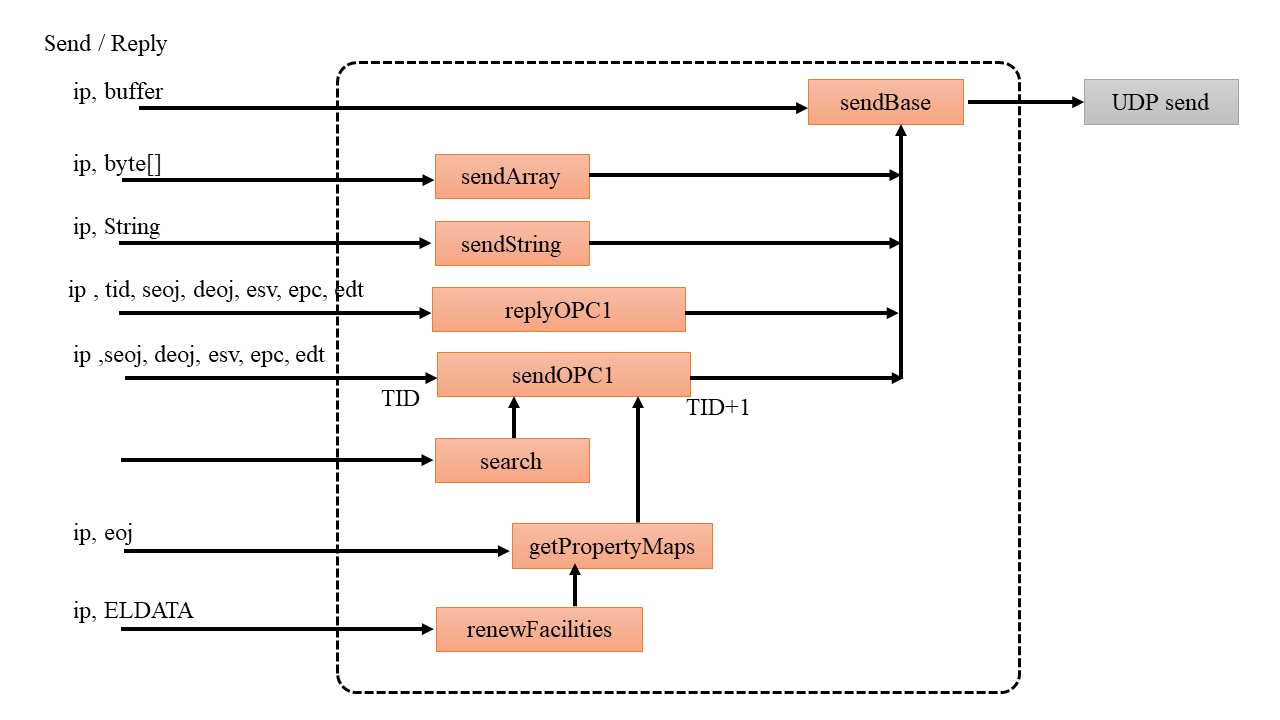 Send / Reply
ip, buffer
sendBase
UDP send
ip, byte[]
sendArray
ip, String
sendString
ip , tid, seoj, deoj, esv, epc, edt
replyOPC1
ip ,seoj, deoj, esv, epc, edt
sendOPC1
TID
TID+1
search
ip, eoj
getPropertyMaps
ip, ELDATA
renewFacilities